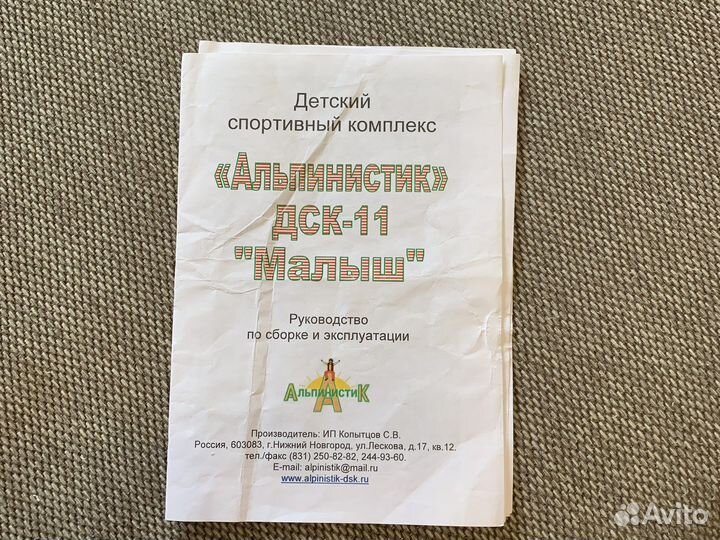 Детский
спортивный комплекс
«Альпинистик»
ДСК-11
"Малыш"
Руководство
по сборке и эксплуатации
АльпинистиК
Производитель: ИП Копытцов С.В.
Россия, 603083, г.Нижний Новгород, ул.Лескова, д.17, кв.12.
тел./факс (831) 250-82-82, 244-93-60.
E-mail: alpinistik@mail.ru
www.alpinistik-dsk.ru
Avito